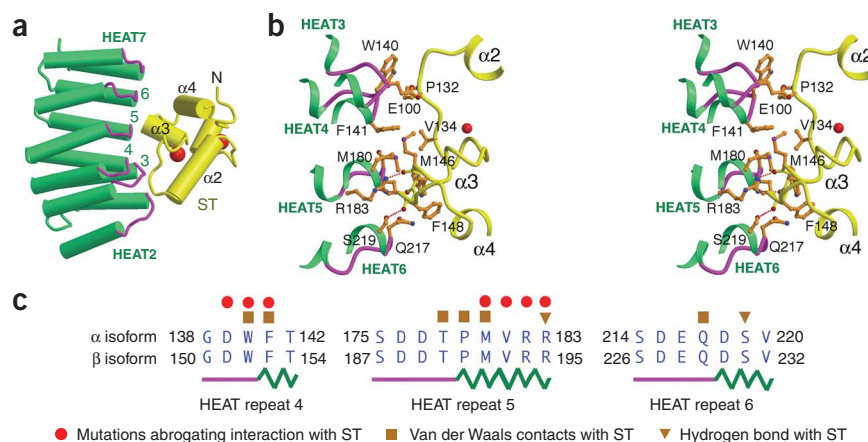 a
HEAT7
α4
N
6
5
α3
4
3
α2
ST
HEAT2
b
HEAT3
W140
α2
P132
E100
HEAT4
F141
V134
M180
M146
α3
HEAT5
R183
F148
α4
S219
Q217
HEAT6
HEAT3
W140
α2
P132
E100
HEAT4
F141
V134
M180
M146
α3
HEAT5
R183
F148
α4
S219
Q217
HEAT6
c
α isoform 138 G D W F T 142 175 S D D T P M V R R 183 214 S D E Q D S V 220
β isoform 150 G D W F T 154 187 S D D T P M V R R 195 226 S D E Q D S V 232
HEAT repeat 4 HEAT repeat 5 HEAT repeat 6
Mutations abrogating interaction with ST Van der Waals contacts with ST Hydrogen bond with ST